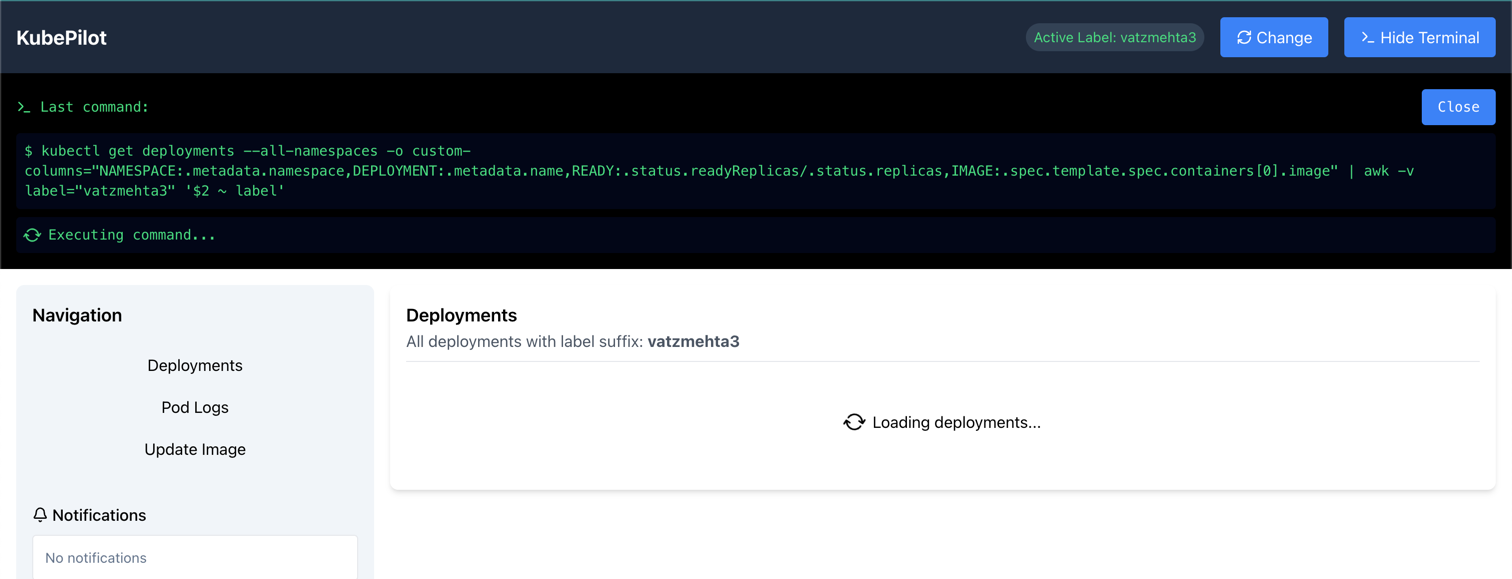 KubePilot
Active Label: vatzmehta3
Change
>_ Hide Terminal
>_ Last command:
Close
$ kubectl get deployments --all-namespaces -o custom-
columns="NAMESPACE:.metadata.namespace,DEPLOYMENT:.metadata.name,READY:.status.readyReplicas/.status.replicas,IMAGE:.spec.template.spec.containers[0].image" | awk -v
label="vatzmehta3" '$2 ~ label'
Executing command...
Navigation
Deployments
Pod Logs
Update Image
Notifications
No notifications
Deployments
All deployments with label suffix: vatzmehta3
Loading deployments...